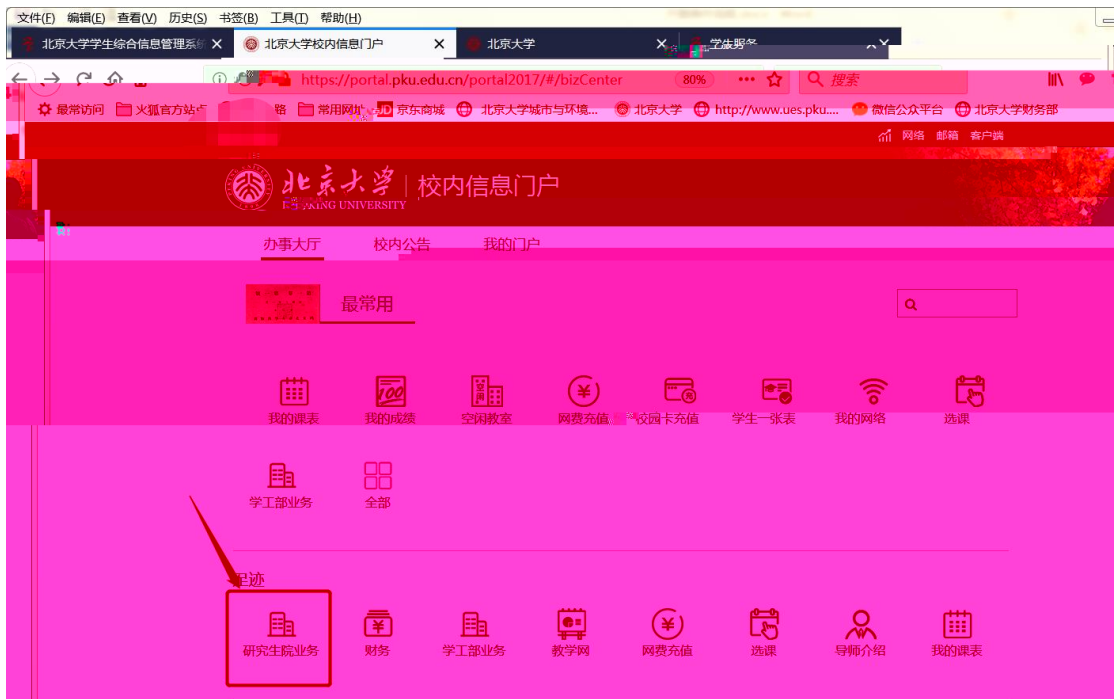 文件(F) 编辑(E) 查看(V) 历史(S) 书签(B) 工具(T) 帮助(H)
北京大学学生综合信息管理系统 北京大学校内信息门户 北京大学 学生服务
https://portal.pku.edu.cn/portal2017/#/bizCenter 80% 搜索
最常访问 火狐官方站点 常用网址 JD 京东商城 北京大学城市与环境... 北京大学 http://www.ues.pku.... 微信公众平台 北京大学财务部
网络 邮箱 客户端
北京大学 校内信息门户
PEKING UNIVERSITY
办事大厅 校内公告 我的门户
最常用
我的课表 我的成绩 空闲教室 网费充值 校园卡充值 学生一张表 我的网络 选课
学工部业务 全部
足迹
研究生院业务 财务 学工部业务 教学网 网费充值 选课 导师介绍 我的课表